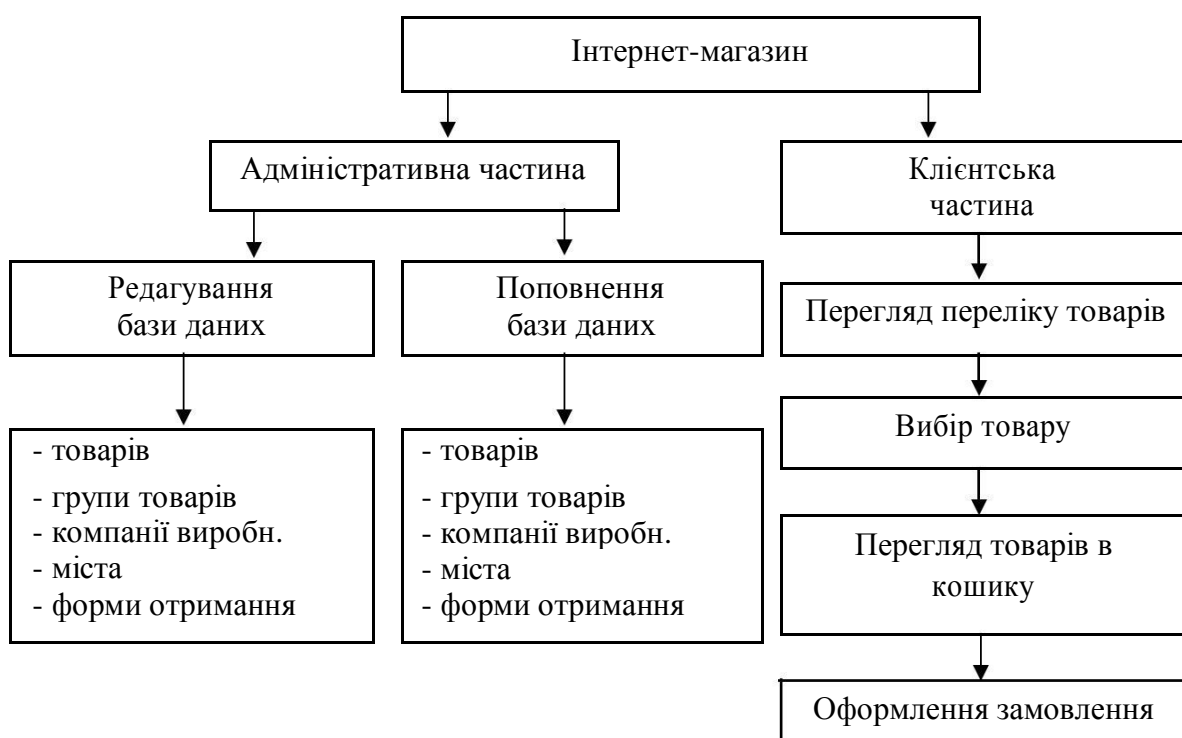 Інтернет-магазин
Адміністративна частина
Клієнтська
частина
Редагування
бази даних
Поповнення
бази даних
Перегляд переліку товарів
Вибір товару
- товарів
- групи товарів
- компанії виробн.
- міста
- форми отримання
- товарів
- групи товарів
- компанії виробн.
- міста
- форми отримання
Перегляд товарів в
кошику
Оформлення замовлення